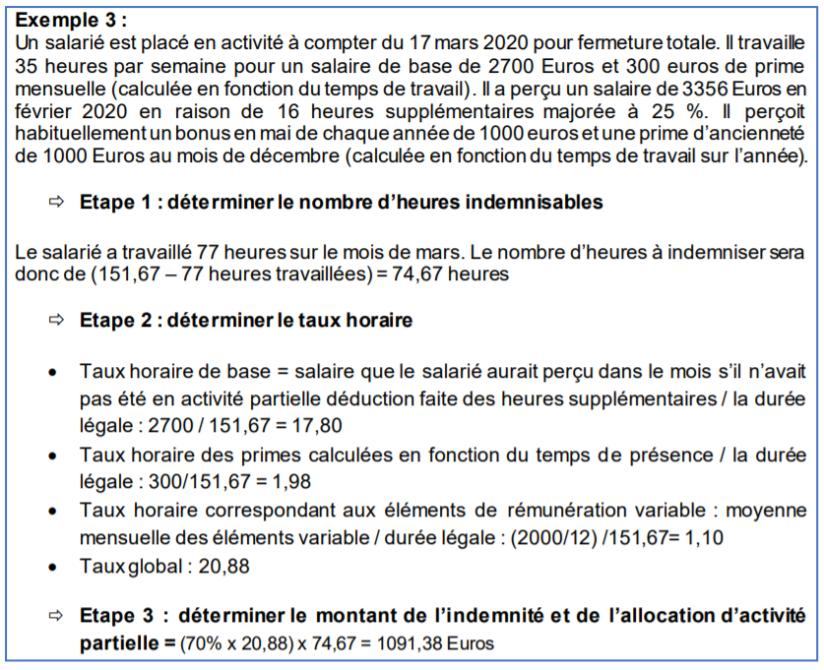 Exemple 3 :
Un salarié est placé en activité à compter du 17 mars 2020 pour fermeture totale. Il travaille
35 heures par semaine pour un salaire de base de 2700 Euros et 300 euros de prime
mensuelle (calculée en fonction du temps de travail). Il a perçu un salaire de 3356 Euros en
février 2020 en raison de 16 heures supplémentaires majorée à 25 %. Il perçoit
habituellement un bonus en mai de chaque année de 1000 euros et une prime d’ancienneté
de 1000 Euros au mois de décembre (calculée en fonction du temps de travail sur l’année).
⇨ Etape 1 : déterminer le nombre d’heures indemnisables
Le salarié a travaillé 77 heures sur le mois de mars. Le nombre d’heures à indemniser sera
donc de (151,67 – 77 heures travaillées) = 74,67 heures
⇨ Etape 2 : déterminer le taux horaire
• Taux horaire de base = salaire que le salarié aurait perçu dans le mois s’il n’avait
pas été en activité partielle déduction faite des heures supplémentaires / la durée
légale : 2700 / 151,67 = 17,80
• Taux horaire des primes calculées en fonction du temps de présence / la durée
légale : 300/151,67 = 1,98
• Taux horaire correspondant aux éléments de rémunération variable : moyenne
mensuelle des éléments variable / durée légale : (2000/12) /151,67= 1,10
• Taux global : 20,88
⇨ Etape 3 : déterminer le montant de l’indemnité et de l’allocation d’activité
partielle = (70% x 20,88) x 74,67 = 1091,38 Euros